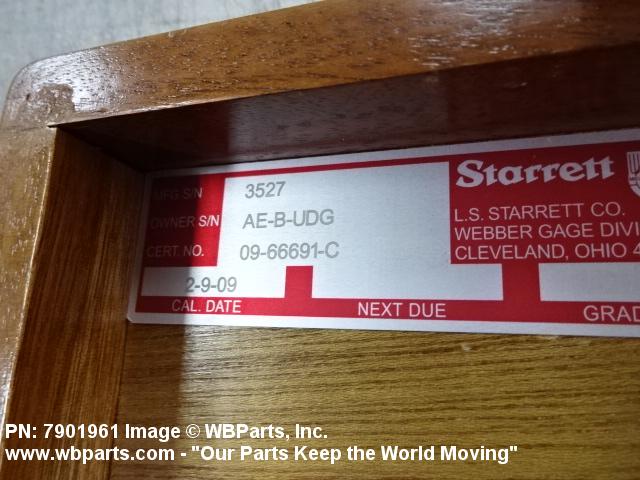 MFG S/N 3527
OWNER S/N AE-B-UDG
CERT. NO. 09-66691-C
2-9-09
CAL. DATE NEXT DUE GRAD
Starrett
L.S. STARRETT CO.
WEBBER GAGE DIVI
CLEVELAND, OHIO 4
PN: 7901961 Image © WBParts, Inc.
www.wbparts.com - "Our Parts Keep the World Moving"